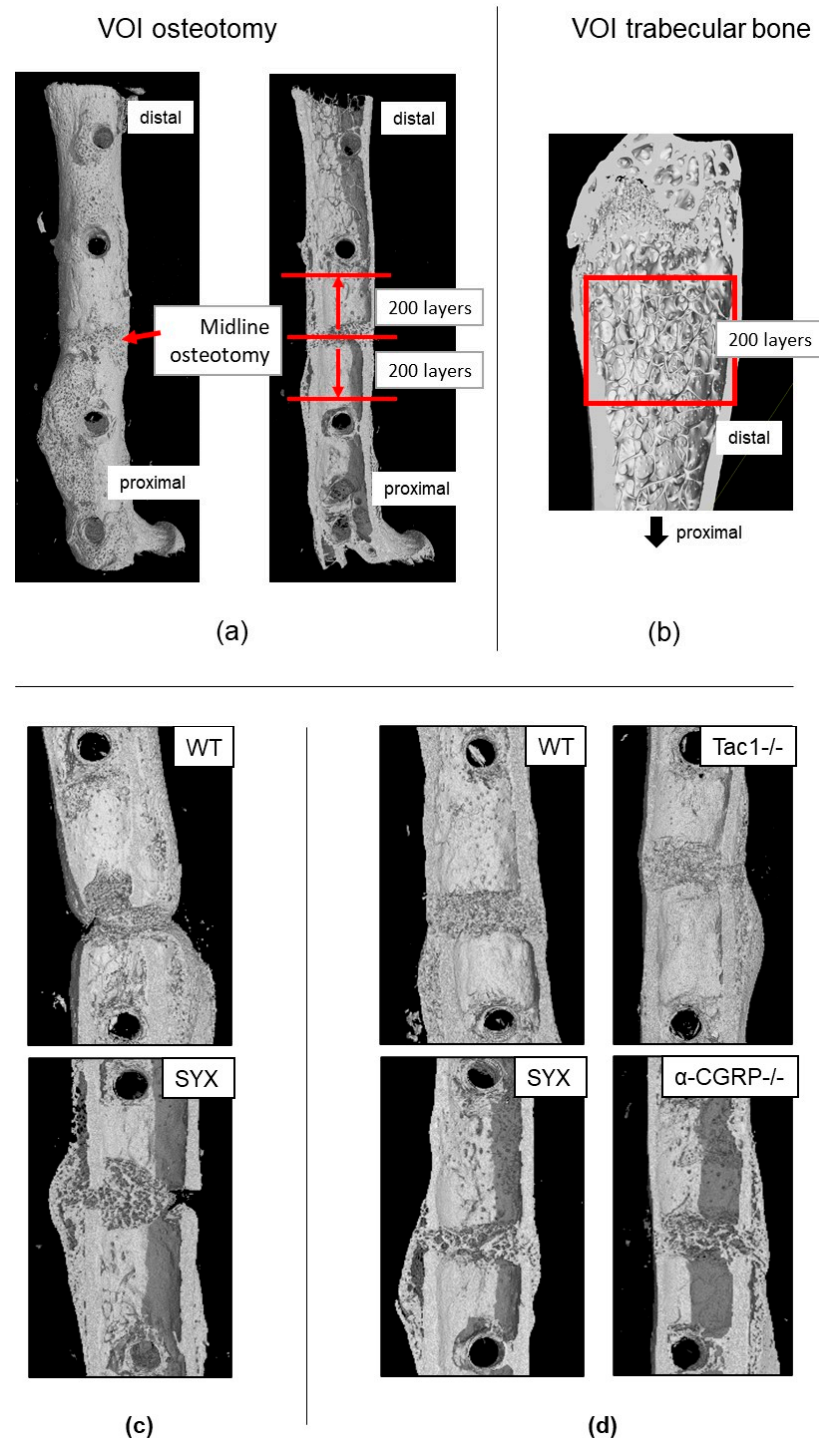 VOI osteotomy
VOI trabecular bone
distal
distal
200 layers
Midline
osteotomy
200 layers
proximal
proximal
200 layers
distal
proximal
(a)
(b)
WT
WT
Tac1-/-
SYX
SYX
α-CGRP-/-
(c)
(d)